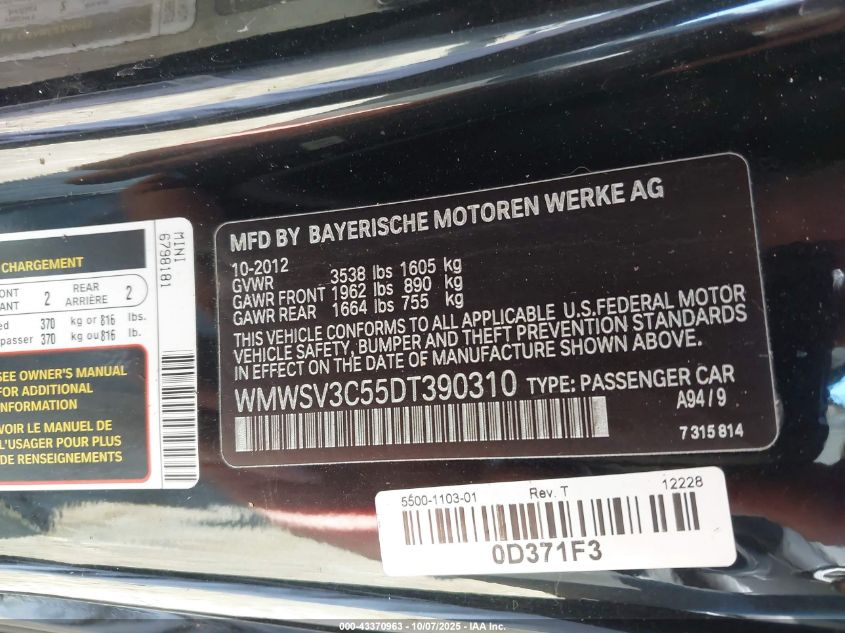 MFD BY BAYERISCHE MOTOREN WERKE AG
10-2012
GVWR 3538 lbs 1605 kg
GAWR FRONT 1962 lbs 890 kg
GAWR REAR 1664 lbs 755 kg
THIS VEHICLE CONFORMS TO ALL APPLICABLE U.S.FEDERAL MOTOR
VEHICLE SAFETY, BUMPER AND THEFT PREVENTION STANDARDS
IN EFFECT ON THE DATE OF MANUFACTURE SHOWN ABOVE.
WMWSV3C55DT390310 TYPE: PASSENGER CAR
A94/9
7315814
MINI
6798181
CHARGEMENT
2 REAR
ARRIÈRE 2
370 kg or 816 lbs.
passer 370 kg ou 816 lb.
SEE OWNER'S MANUAL
FOR ADDITIONAL
INFORMATION
VOIR LE MANUEL DE
L'USAGER POUR PLUS
DE RENSEIGNEMENTS
5500-1103-01 Rev. T 12228
0D371F3
000-43370963 - 10/07/2025 - IAA Inc.